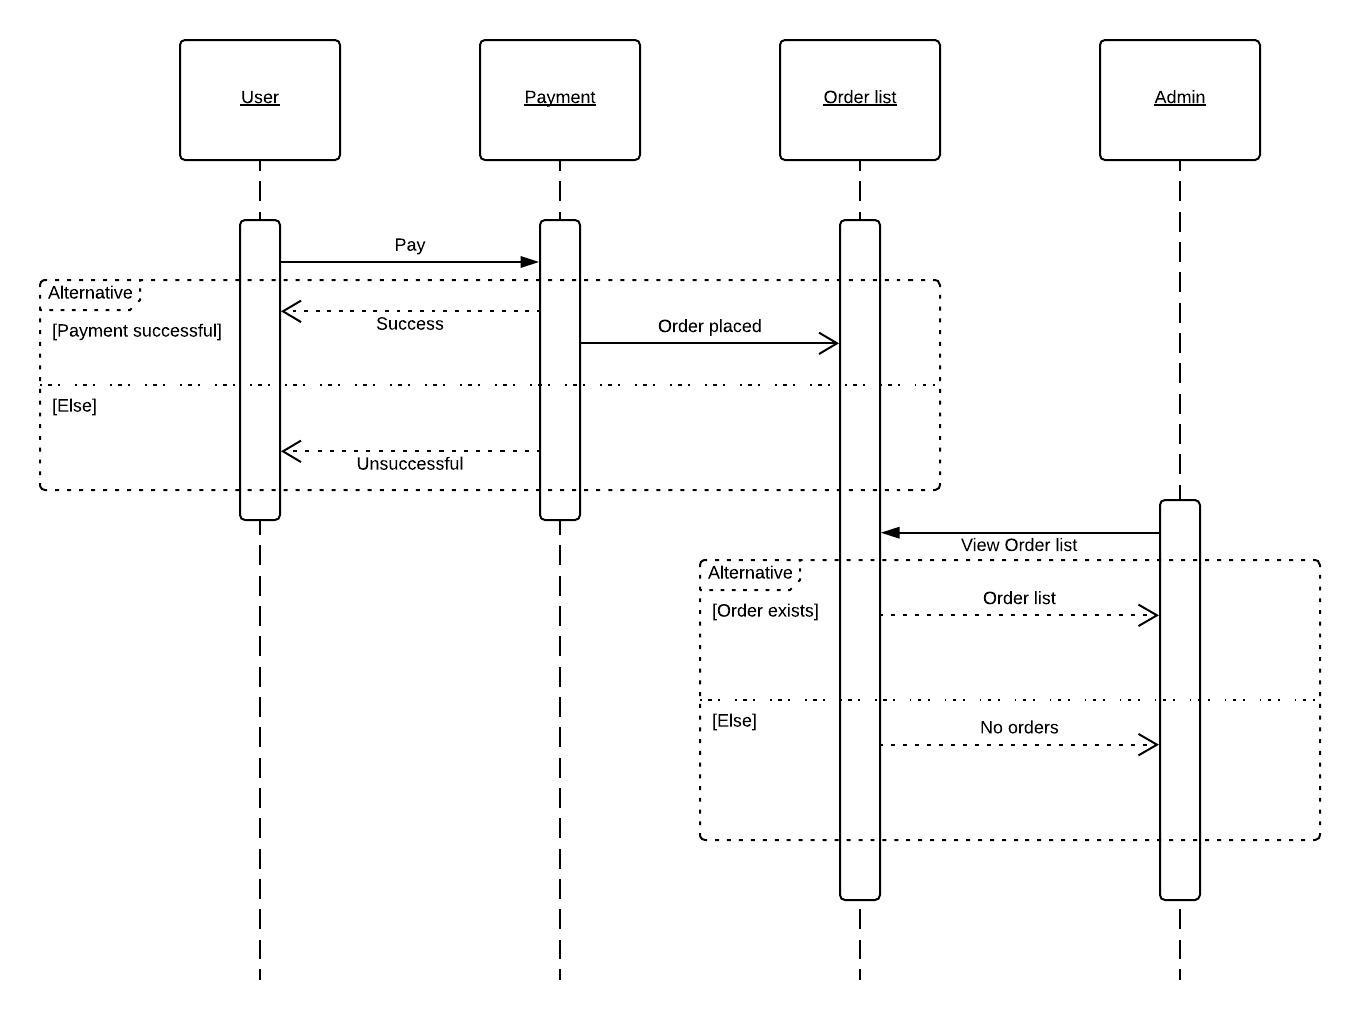 User
Payment
Order list
Admin
Pay
Alternative
[Payment successful]
Success
Order placed
[Else]
Unsuccessful
View Order list
Alternative
[Order exists]
Order list
[Else]
No orders